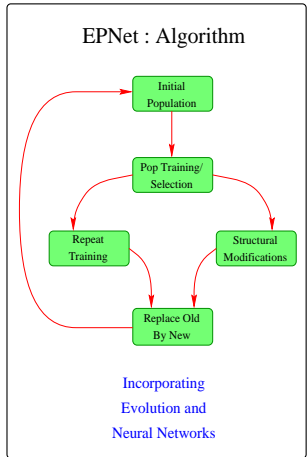 EPNet : Algorithm
Initial
Population
Pop Training/
Selection
Repeat
Training
Structural
Modifications
Replace Old
By New
Incorporating
Evolution and
Neural Networks